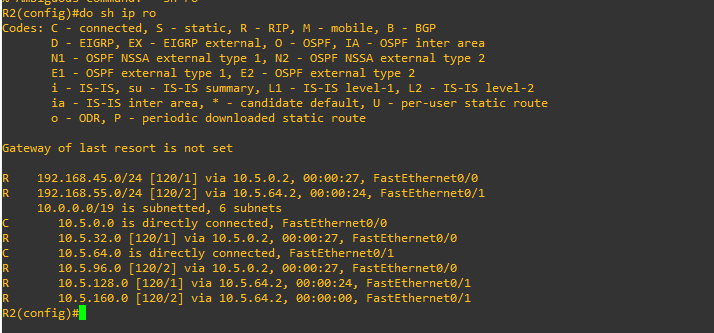 R2(config)#do sh ip ro
Codes: C - connected, S - static, R - RIP, M - mobile, B - BGP
       D - EIGRP, EX - EIGRP external, O - OSPF, IA - OSPF inter area
       N1 - OSPF NSSA external type 1, N2 - OSPF NSSA external type 2
       E1 - OSPF external type 1, E2 - OSPF external type 2
       i - IS-IS, su - IS-IS summary, L1 - IS-IS level-1, L2 - IS-IS level-2
       ia - IS-IS inter area, * - candidate default, U - per-user static route
       o - ODR, P - periodic downloaded static route

Gateway of last resort is not set

R    192.168.45.0/24 [120/1] via 10.5.0.2, 00:00:27, FastEthernet0/0
R    192.168.55.0/24 [120/2] via 10.5.64.2, 00:00:24, FastEthernet0/1
     10.0.0.0/19 is subnetted, 6 subnets
C       10.5.0.0 is directly connected, FastEthernet0/0
R       10.5.32.0 [120/1] via 10.5.0.2, 00:00:27, FastEthernet0/0
C       10.5.64.0 is directly connected, FastEthernet0/1
R       10.5.96.0 [120/2] via 10.5.0.2, 00:00:27, FastEthernet0/0
R       10.5.128.0 [120/1] via 10.5.64.2, 00:00:24, FastEthernet0/1
R       10.5.160.0 [120/2] via 10.5.64.2, 00:00:00, FastEthernet0/1
R2(config)#